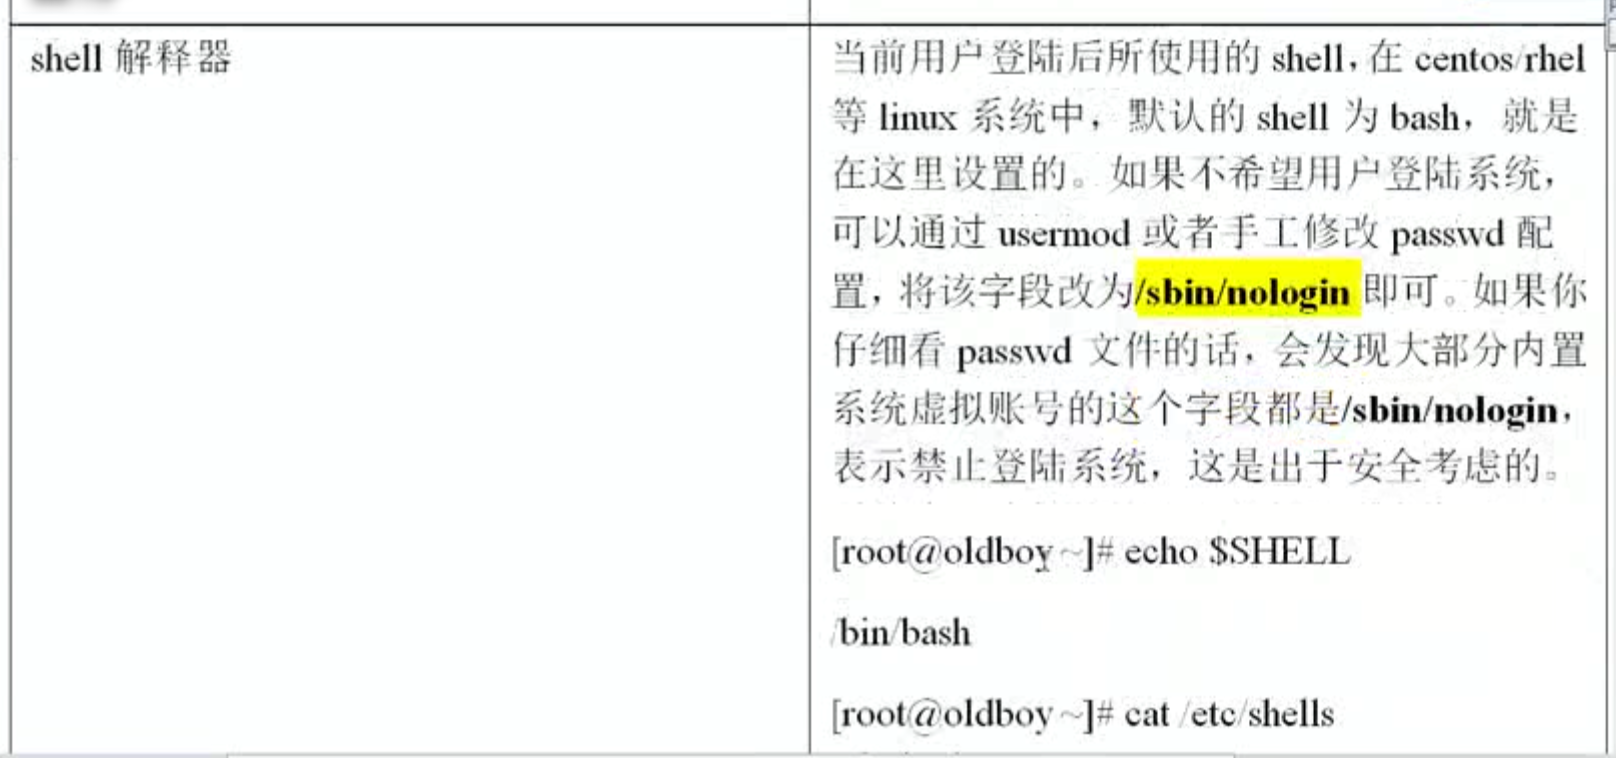 shell 解释器
当前用户登陆后所使用的 shell，在 centos/rhel
等 linux 系统中，默认的 shell 为 bash，就是
在这里设置的。如果不希望用户登陆系统，
可以通过 usermod 或者手工修改 passwd 配
置，将该字段改为/sbin/nologin 即可。如果你
仔细看 passwd 文件的话，会发现大部分内置
系统虚拟账号的这个字段都是/sbin/nologin，
表示禁止登陆系统，这是出于安全考虑的。
[root@oldboy ~]# echo $SHELL
/bin/bash
[root@oldboy ~]# cat /etc/shells